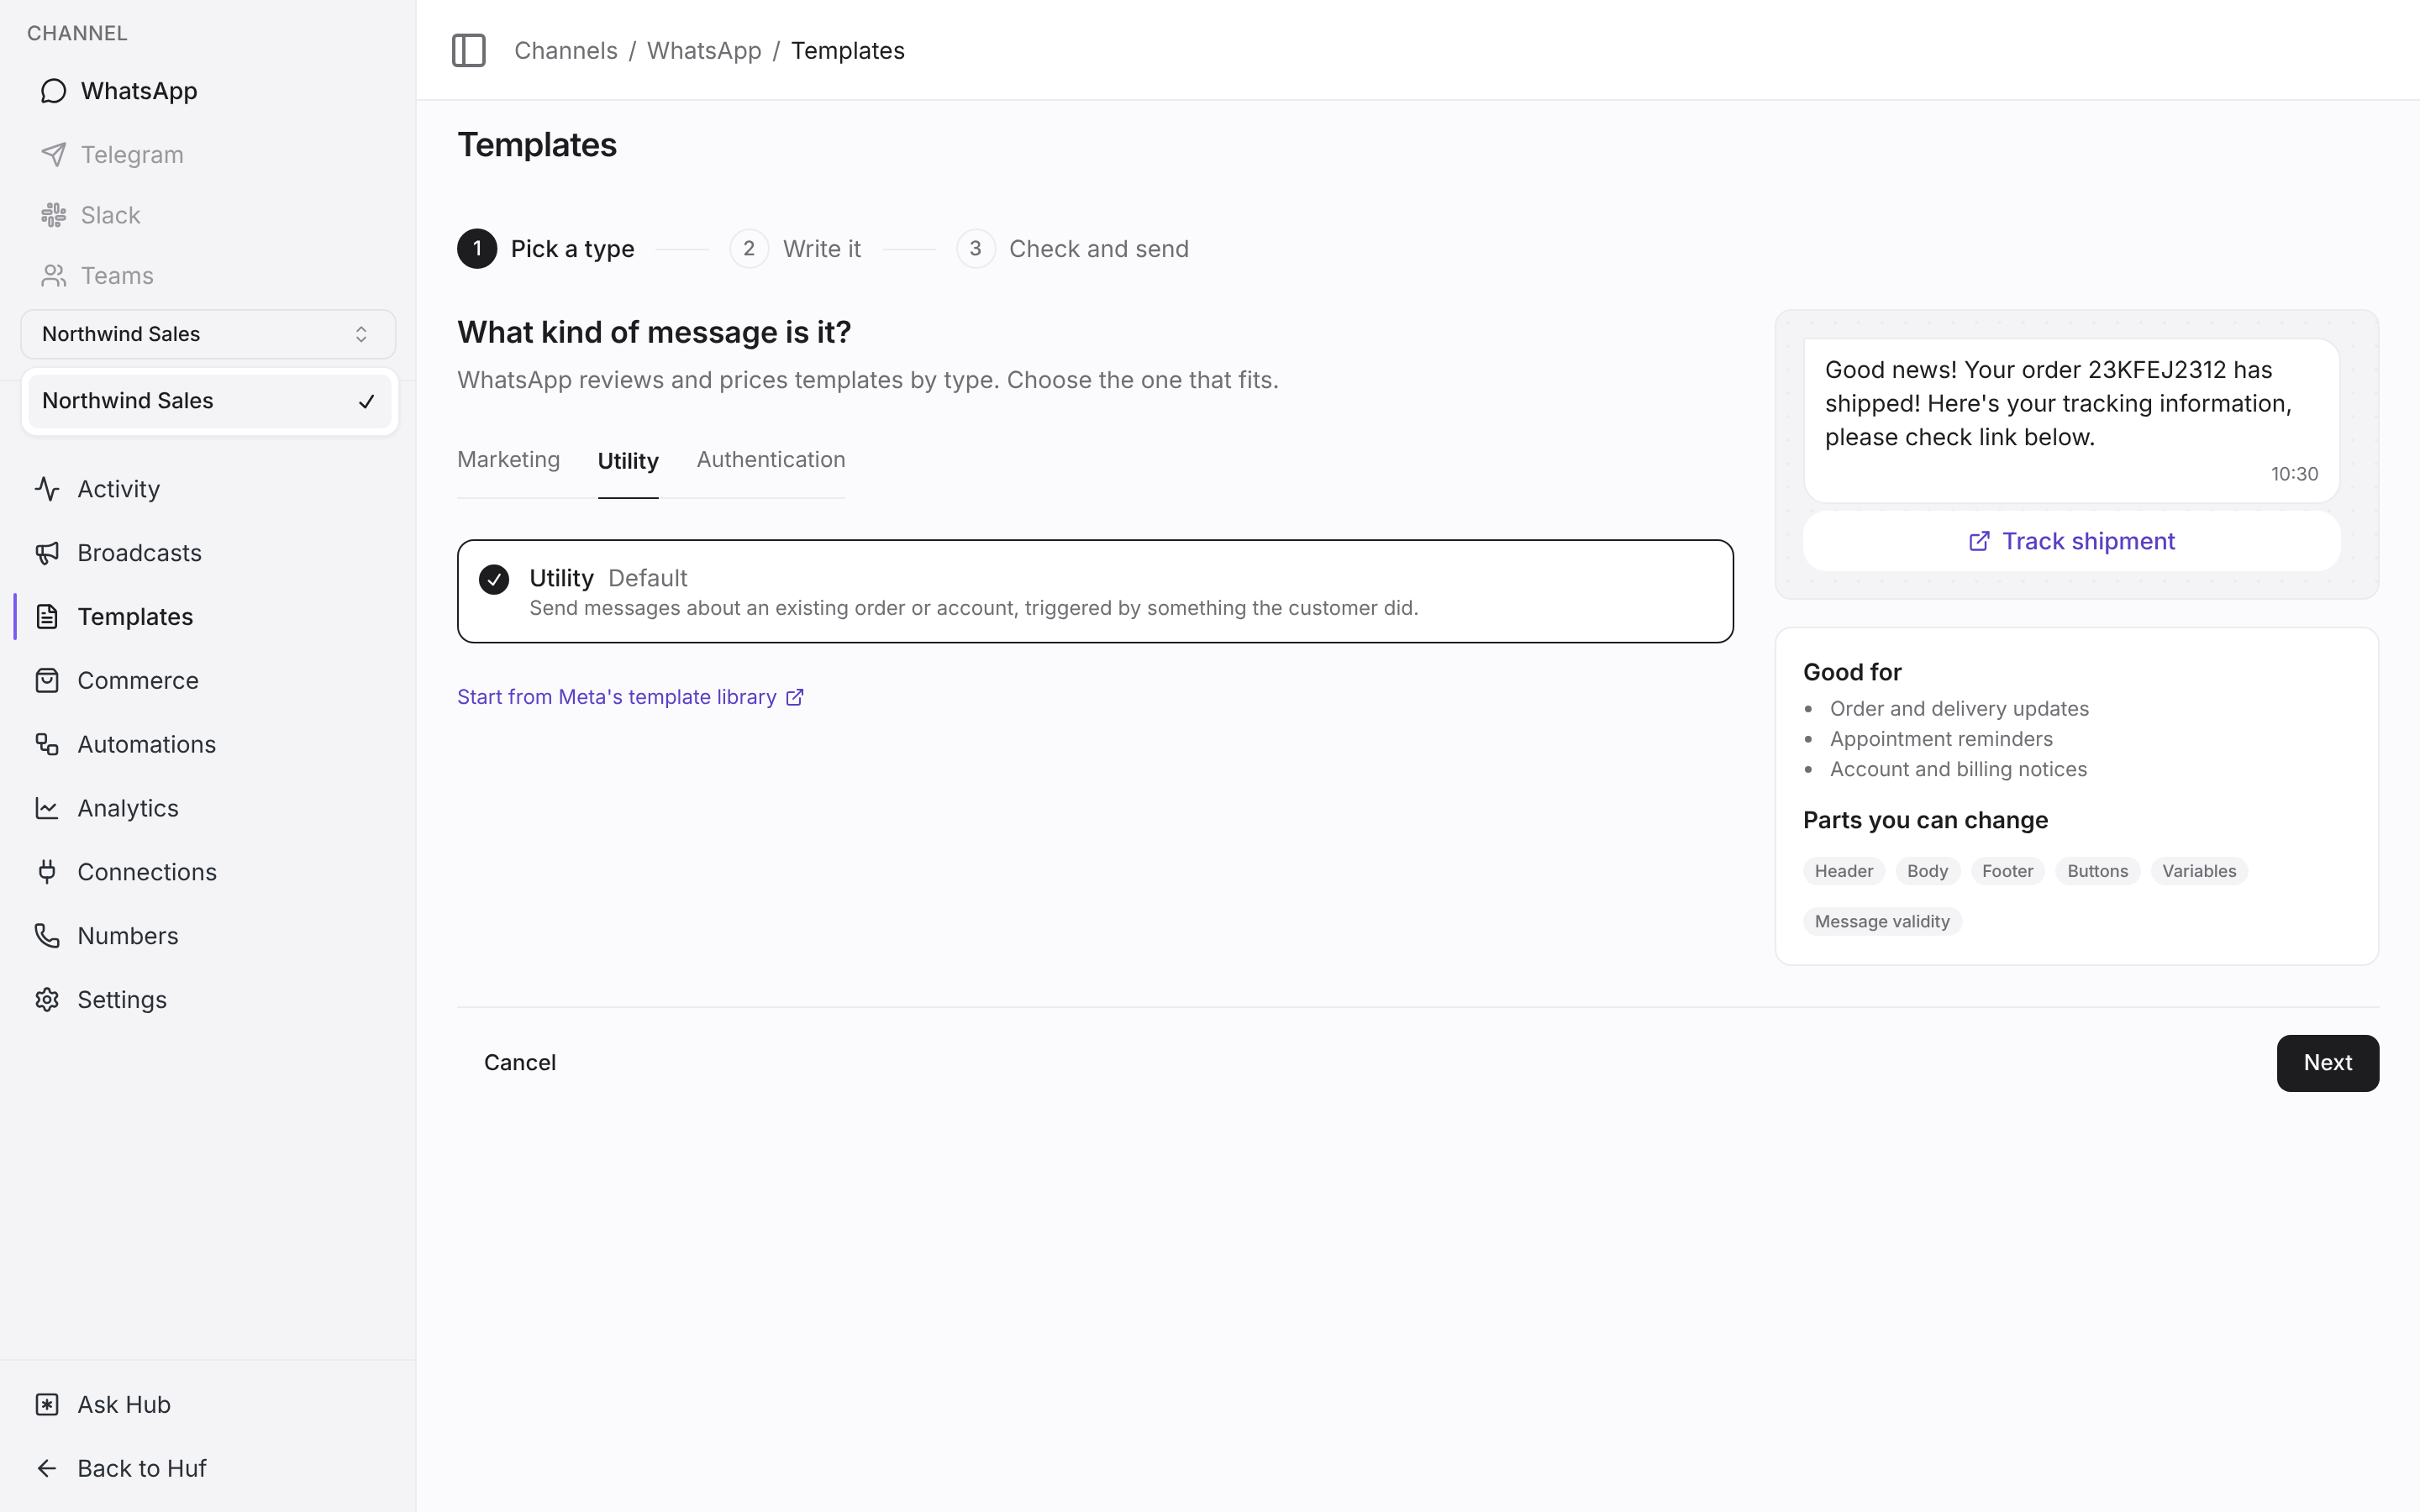 CHANNEL
WhatsApp
Telegram
Slack
Teams
Northwind Sales
Northwind Sales
Activity
Broadcasts
Templates
Commerce
Automations
Analytics
Connections
Numbers
Settings
Ask Hub
Back to Huf
Channels / WhatsApp / Templates
Templates
1 Pick a type 2 Write it 3 Check and send
What kind of message is it?
WhatsApp reviews and prices templates by type. Choose the one that fits.
Marketing Utility Authentication
Utility Default
Send messages about an existing order or account, triggered by something the customer did.
Start from Meta's template library
Good news! Your order 23KFEJ2312 has
shipped! Here's your tracking information,
please check link below.
10:30
Track shipment
Good for
• Order and delivery updates
• Appointment reminders
• Account and billing notices
Parts you can change
Header Body Footer Buttons Variables
Message validity
Cancel
Next